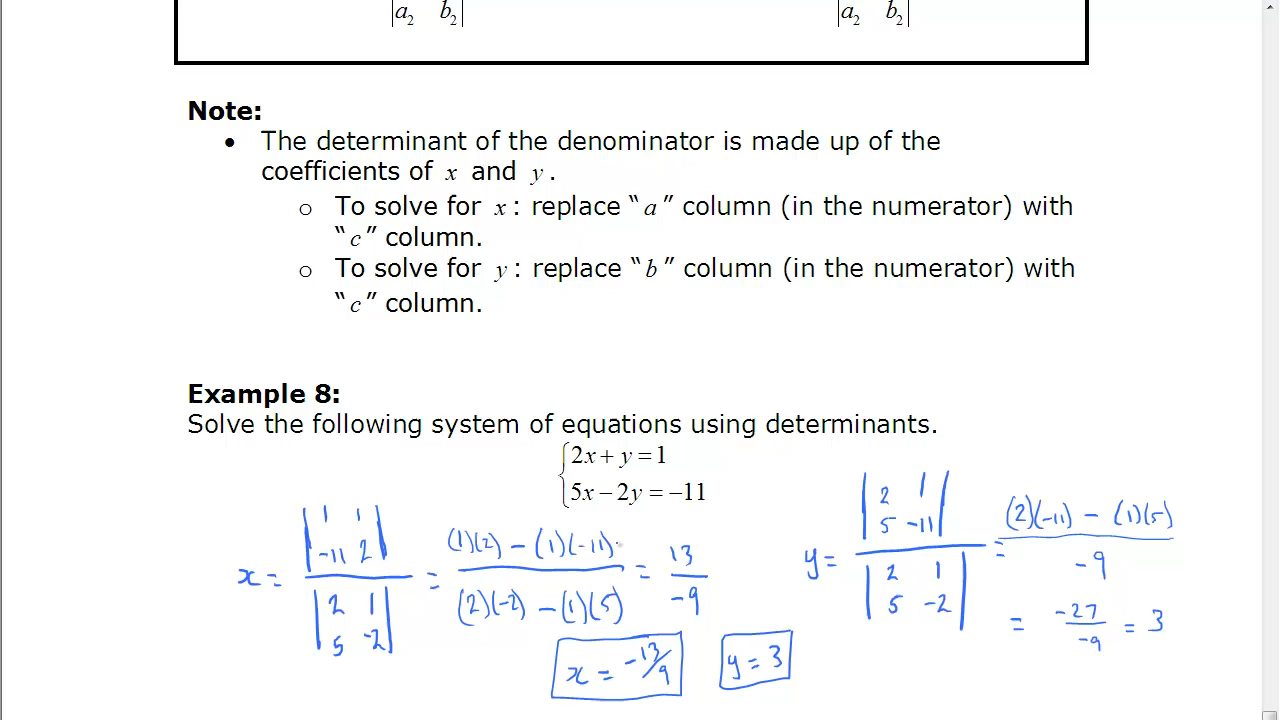 |a₂ b₂| |a₂ b₂|
Note:
• The determinant of the denominator is made up of the
coefficients of x and y.
o To solve for x: replace "a" column (in the numerator) with
"c" column.
o To solve for y: replace "b" column (in the numerator) with
"c" column.
Example 8:
Solve the following system of equations using determinants.
{2x + y = 1
5x − 2y = −11
x = |1 1
-11 2|
/
|2 1
5 -2|
= (1)(2) − (1)(-11)
/
(2)(-2) − (1)(5)
= 13
/
-9
x = -13/9
y = |2 1
5 -11|
/
|2 1
5 -2|
= (2)(-11) − (1)(5)
/
-9
= -27
/
-9
= 3
y = 3